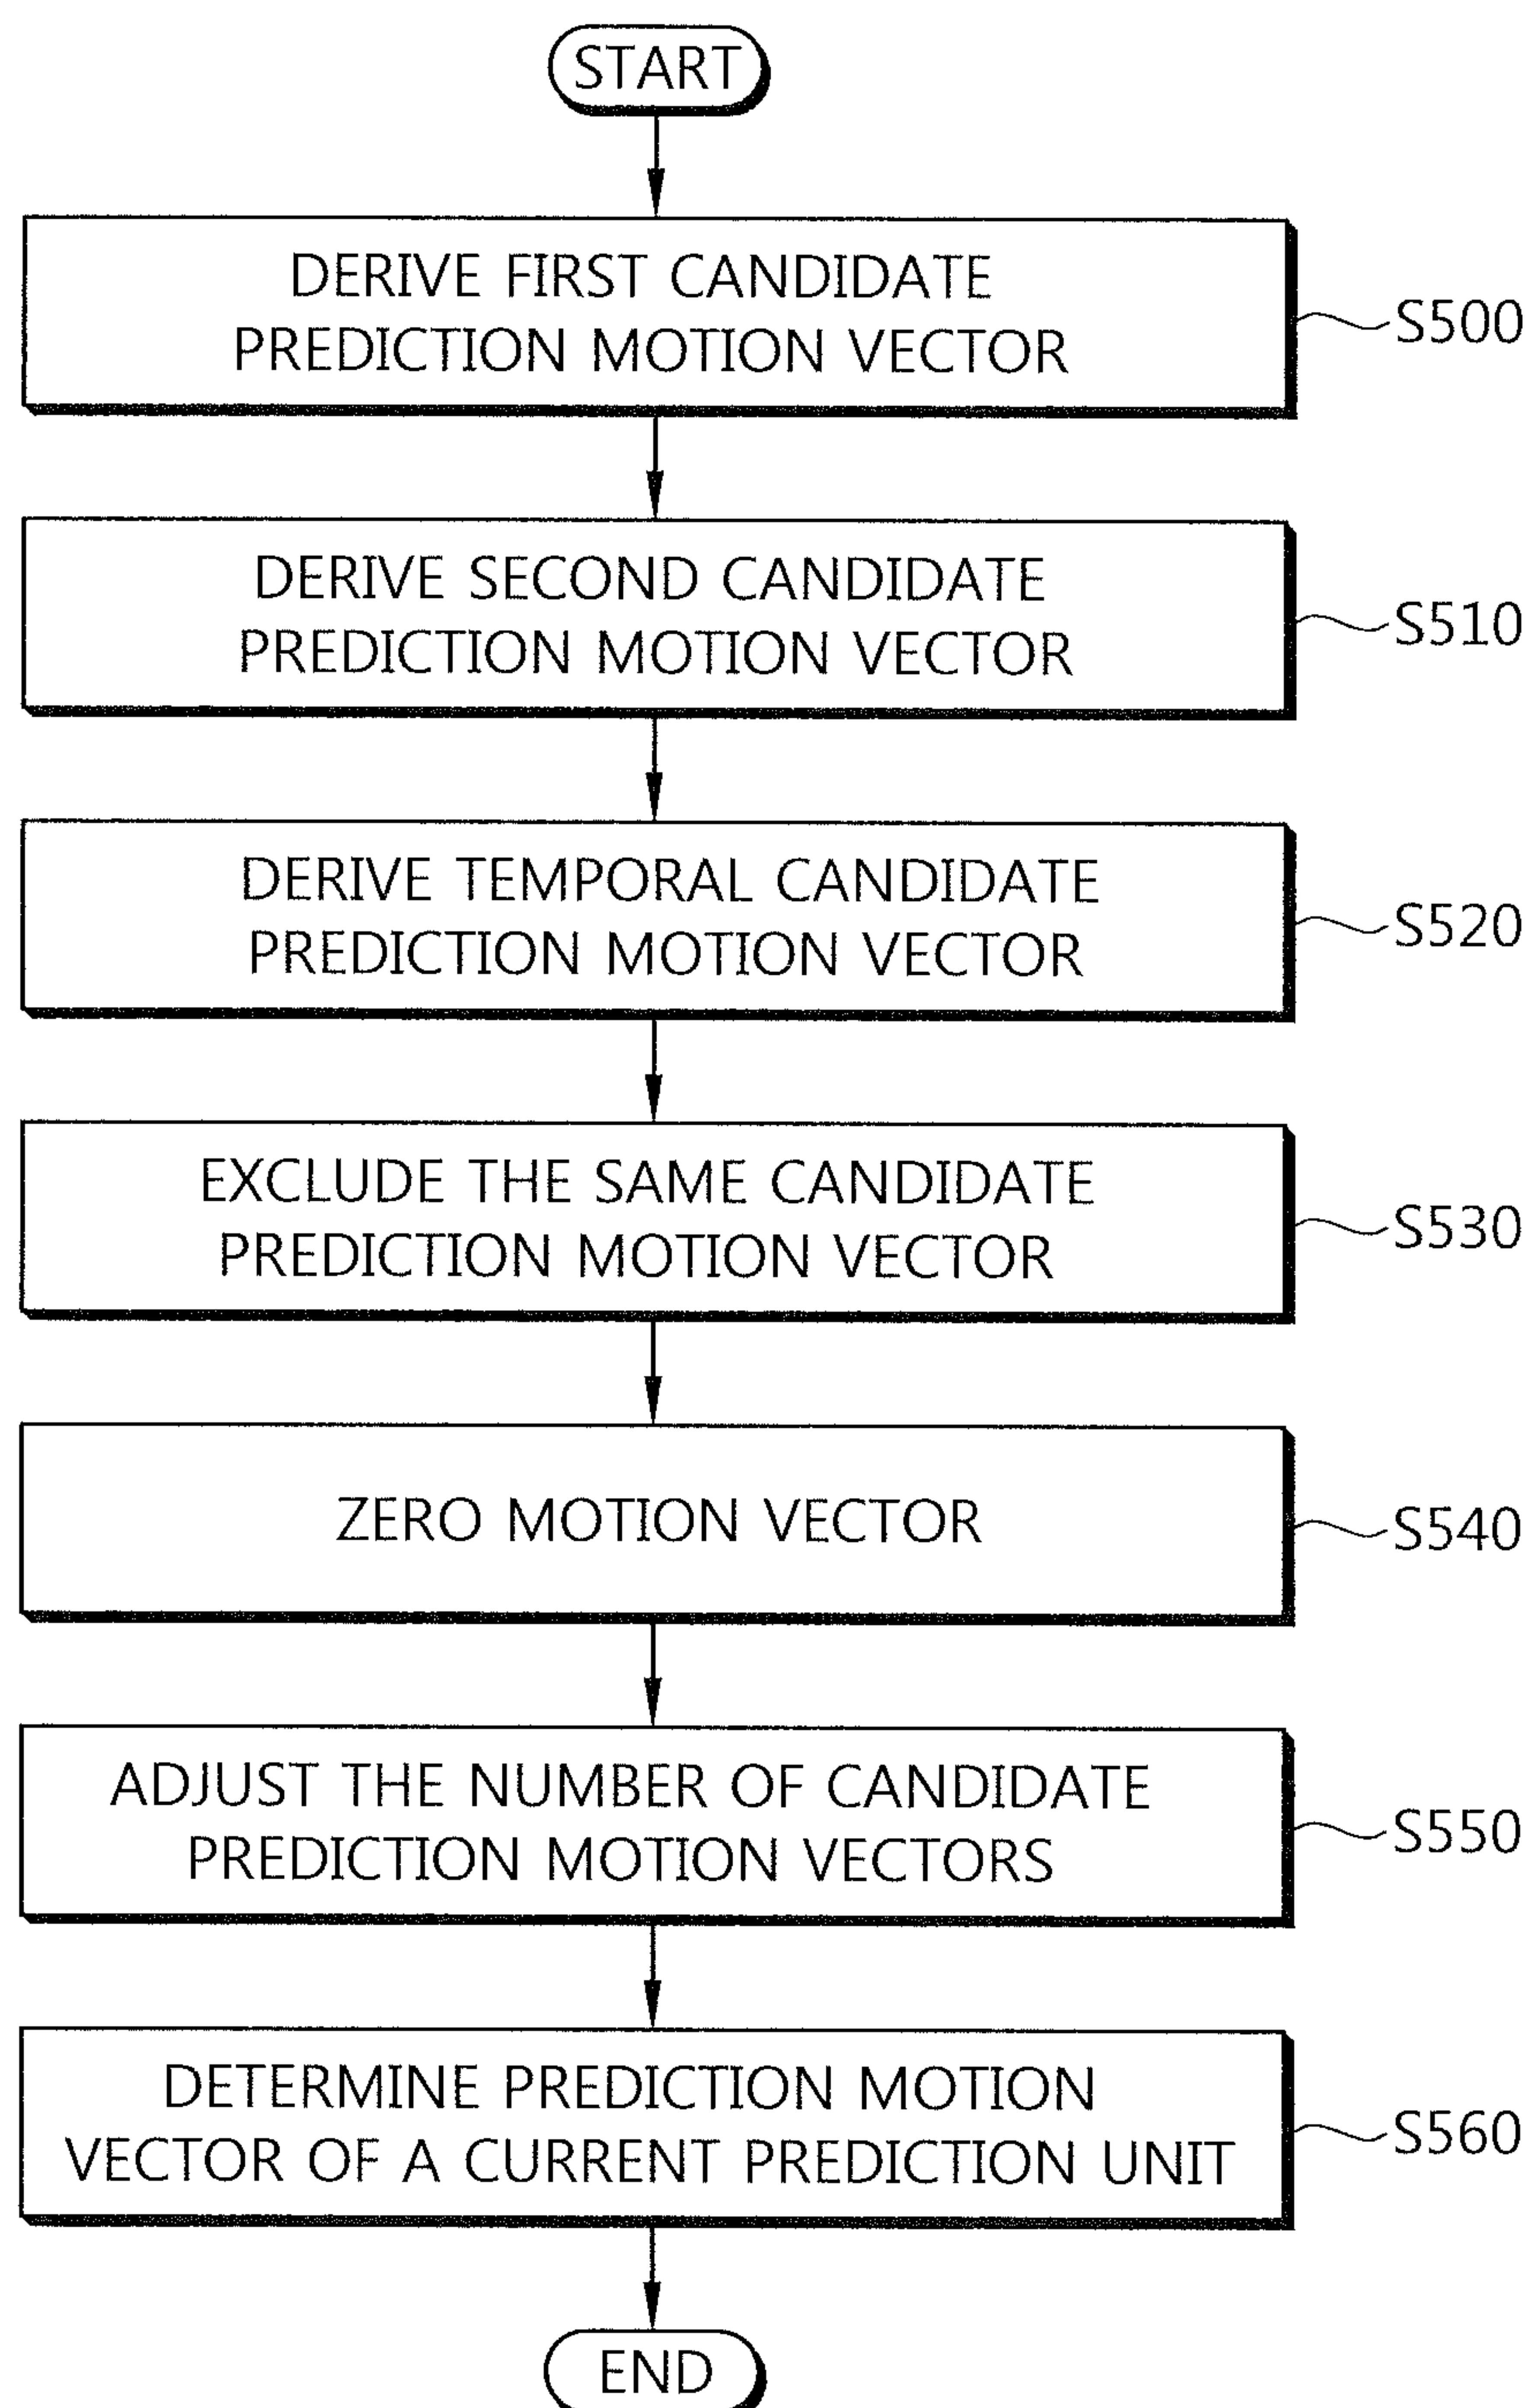 START
DERIVE FIRST CANDIDATE
PREDICTION MOTION VECTOR
S500
DERIVE SECOND CANDIDATE
PREDICTION MOTION VECTOR
S510
DERIVE TEMPORAL CANDIDATE
PREDICTION MOTION VECTOR
S520
EXCLUDE THE SAME CANDIDATE
PREDICTION MOTION VECTOR
S530
ZERO MOTION VECTOR
S540
ADJUST THE NUMBER OF CANDIDATE
PREDICTION MOTION VECTORS
S550
DETERMINE PREDICTION MOTION
VECTOR OF A CURRENT PREDICTION UNIT
S560
END